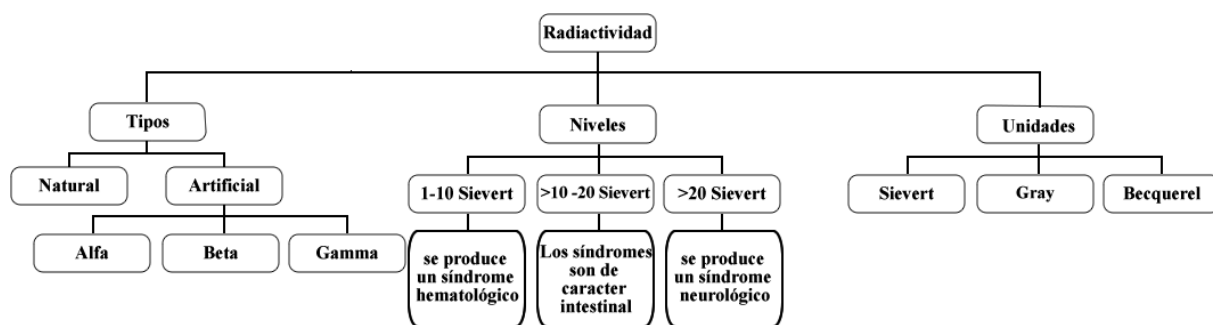 Radiactividad
Tipos
Niveles
Unidades
Natural
Artificial
1-10 Sievert
>10 -20 Sievert
>20 Sievert
Sievert
Gray
Becquerel
Alfa
Beta
Gamma
se produce
un síndrome
hematológico
Los síndromes
son de
caracter
intestinal
se produce
un síndrome
neurológico